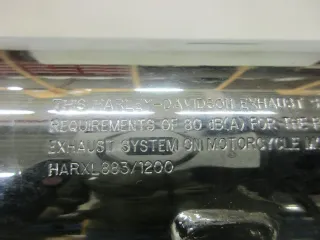 THIS HARLEY-DAVIDSON EXHAUST
REQUIREMENTS OF 80 dB(A) FOR THE
EXHAUST SYSTEM ON MOTORCYCLE
HARXL883/1200